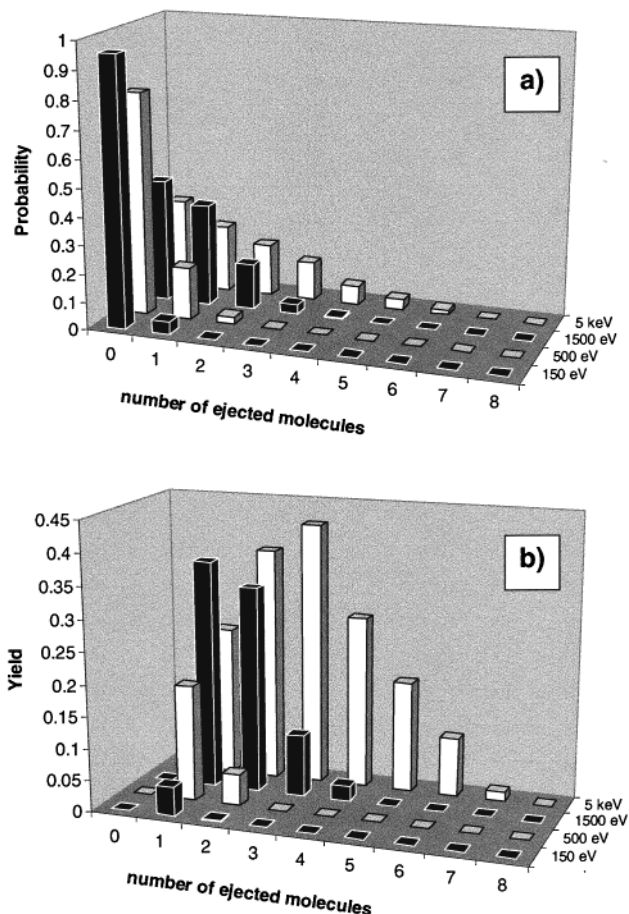 a)
1
0.9
0.8
0.7
0.6
0.5
0.4
0.3
0.2
0.1
0
Probability
0 1 2 3 4 5 6 7 8
5 keV
1500 eV
500 eV
150 eV
number of ejected molecules
b)
0.45
0.4
0.35
0.3
0.25
0.2
0.15
0.1
0.05
0
Yield
0 1 2 3 4 5 6 7 8
5 keV
1500 eV
500 eV
150 eV
number of ejected molecules